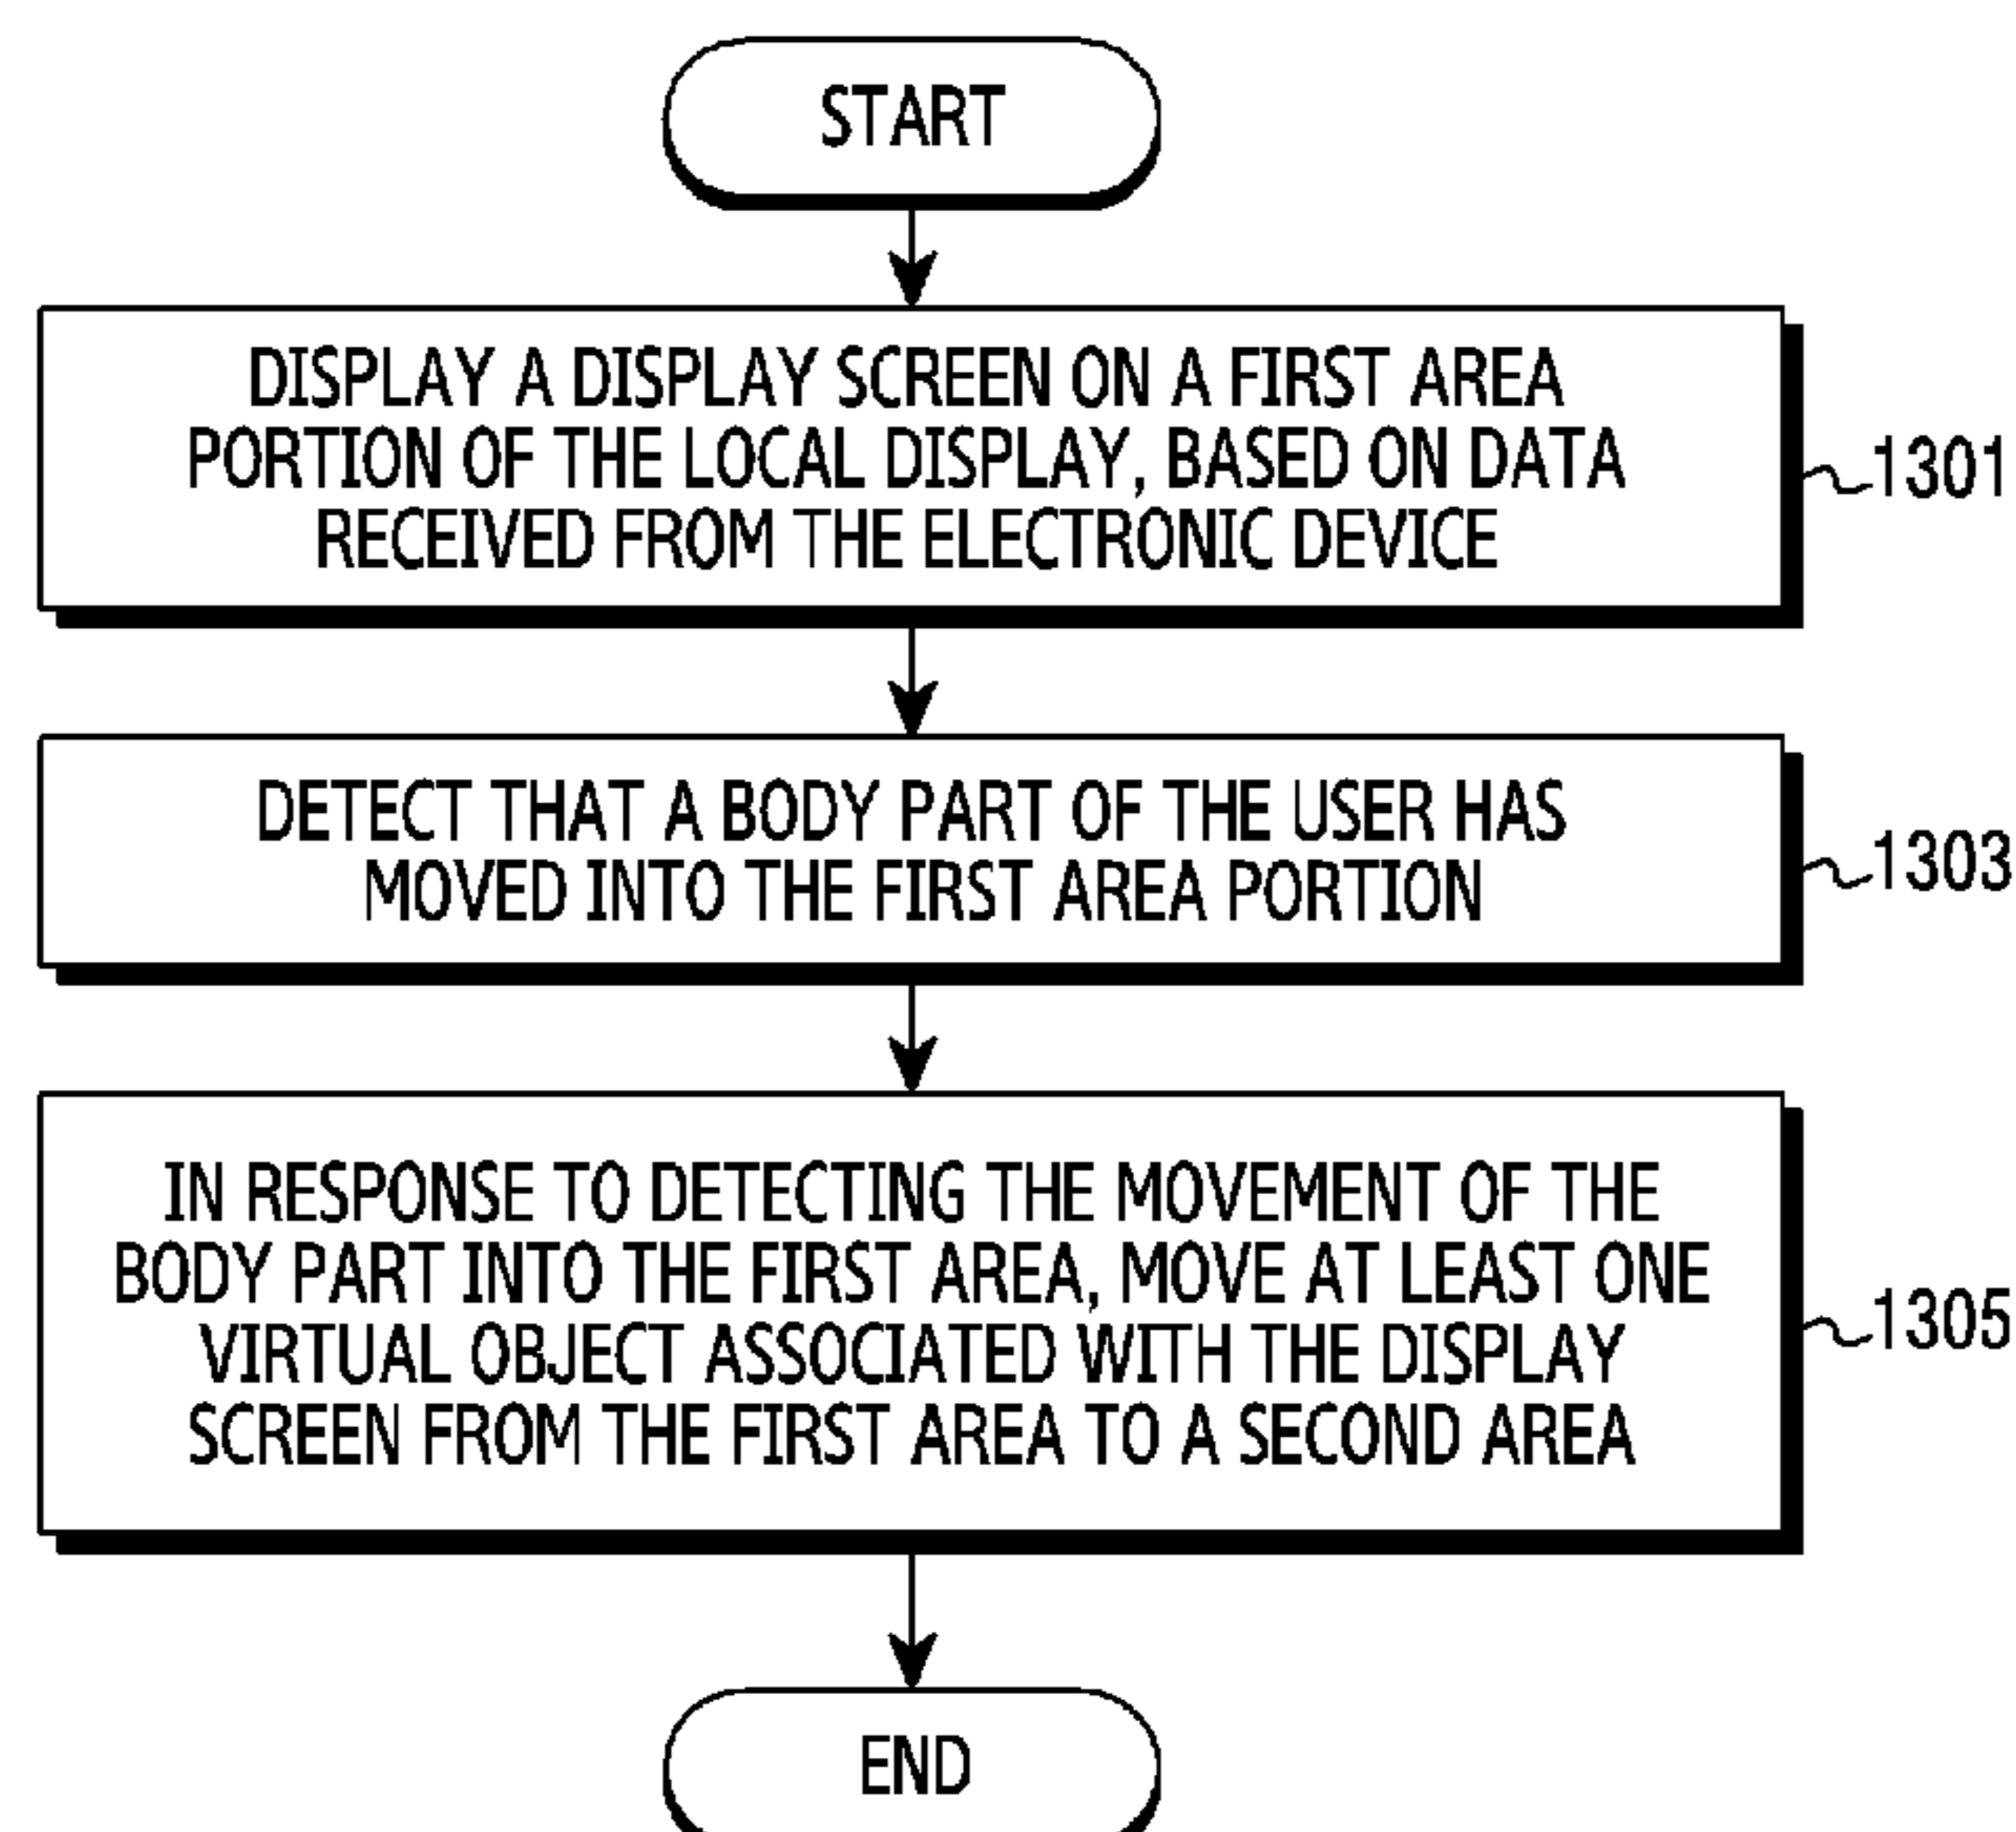 START
DISPLAY A DISPLAY SCREEN ON A FIRST AREA
PORTION OF THE LOCAL DISPLAY, BASED ON DATA
RECEIVED FROM THE ELECTRONIC DEVICE
1301
DETECT THAT A BODY PART OF THE USER HAS
MOVED INTO THE FIRST AREA PORTION
1303
IN RESPONSE TO DETECTING THE MOVEMENT OF THE
BODY PART INTO THE FIRST AREA, MOVE AT LEAST ONE
VIRTUAL OBJECT ASSOCIATED WITH THE DISPLAY
SCREEN FROM THE FIRST AREA TO A SECOND AREA
1305
END